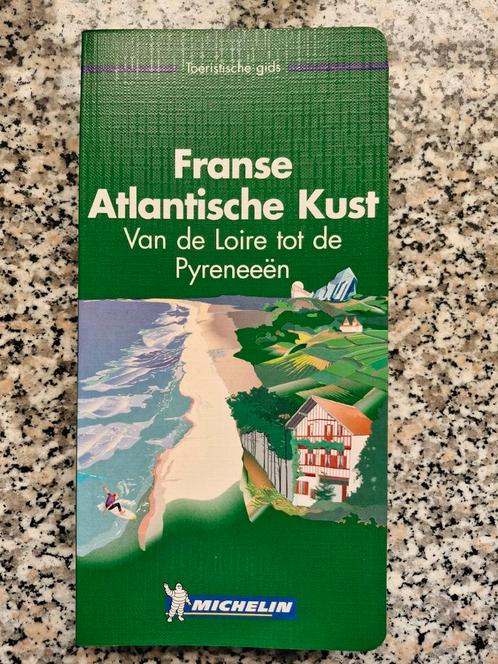 Toeristische gids
Franse
Atlantische Kust
Van de Loire tot de
Pyreneeën
MICHELIN